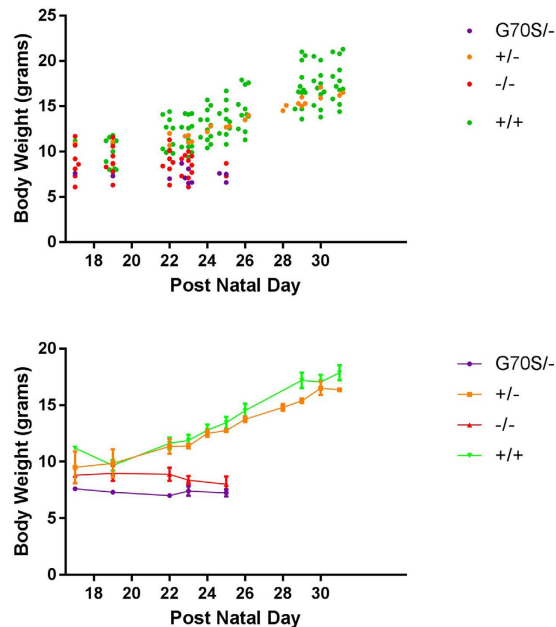 25
20
15
10
5
0
Body Weight (grams)
18 20 22 24 26 28 30
Post Natal Day
G70S/-
+/-
-/-
+/+
20
15
10
5
0
Body Weight (grams)
18 20 22 24 26 28 30
Post Natal Day
G70S/-
+/-
-/-
+/+